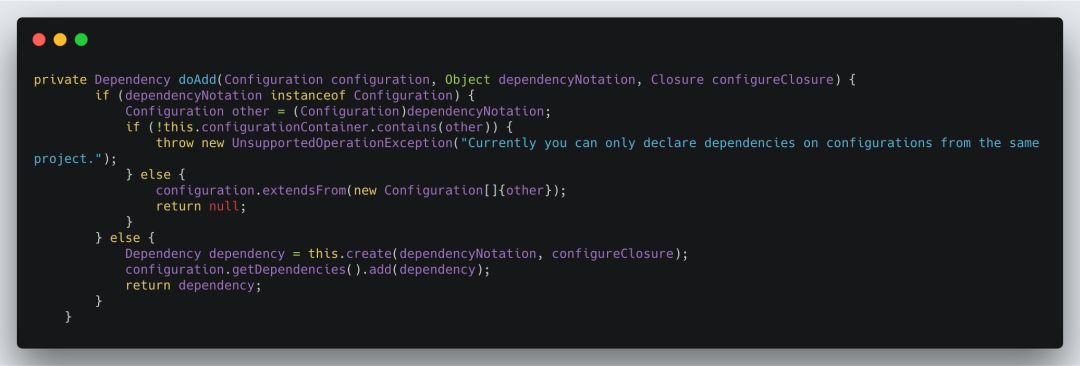 private Dependency doAdd(Configuration configuration, Object dependencyNotation, Closure configureClosure) {
        if (dependencyNotation instanceof Configuration) {
            Configuration other = (Configuration)dependencyNotation;
            if (!this.configurationContainer.contains(other)) {
                throw new UnsupportedOperationException("Currently you can only declare dependencies on configurations from the same
project.");
            } else {
                configuration.extendsFrom(new Configuration[]{other});
                return null;
            }
        } else {
            Dependency dependency = this.create(dependencyNotation, configureClosure);
            configuration.getDependencies().add(dependency);
            return dependency;
        }
    }